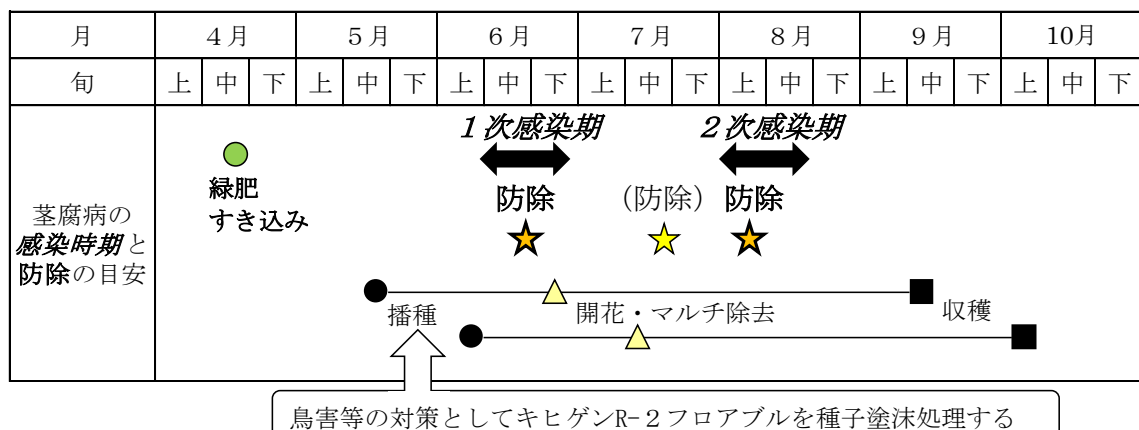 月 4月 5月 6月 7月 8月 9月 10月
旬 上 中 下 上 中 下 上 中 下 上 中 下 上 中 下 上 中 下 上 中 下
茎腐病の
感染時期と
防除の目安
1次感染期 2次感染期
緑肥
すき込み
防除 (防除) 防除
播種 開花・マルチ除去 収穫
鳥害等の対策としてキヒゲンR-2フロアブルを種子塗沫処理する